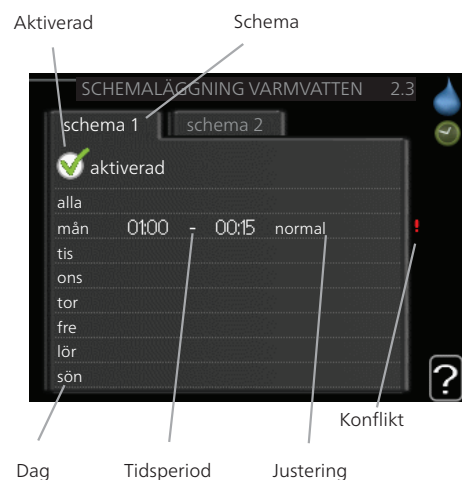 Aktiverad Schema
SCHEMALÄGGNING VARMVATTEN 2.3
schema 1 schema 2
aktiverad
alla
mån 01:00 - 00:15 normal !
tis
ons
tor
fre
lör
sön
?
Konflikt
Dag Tidsperiod Justering